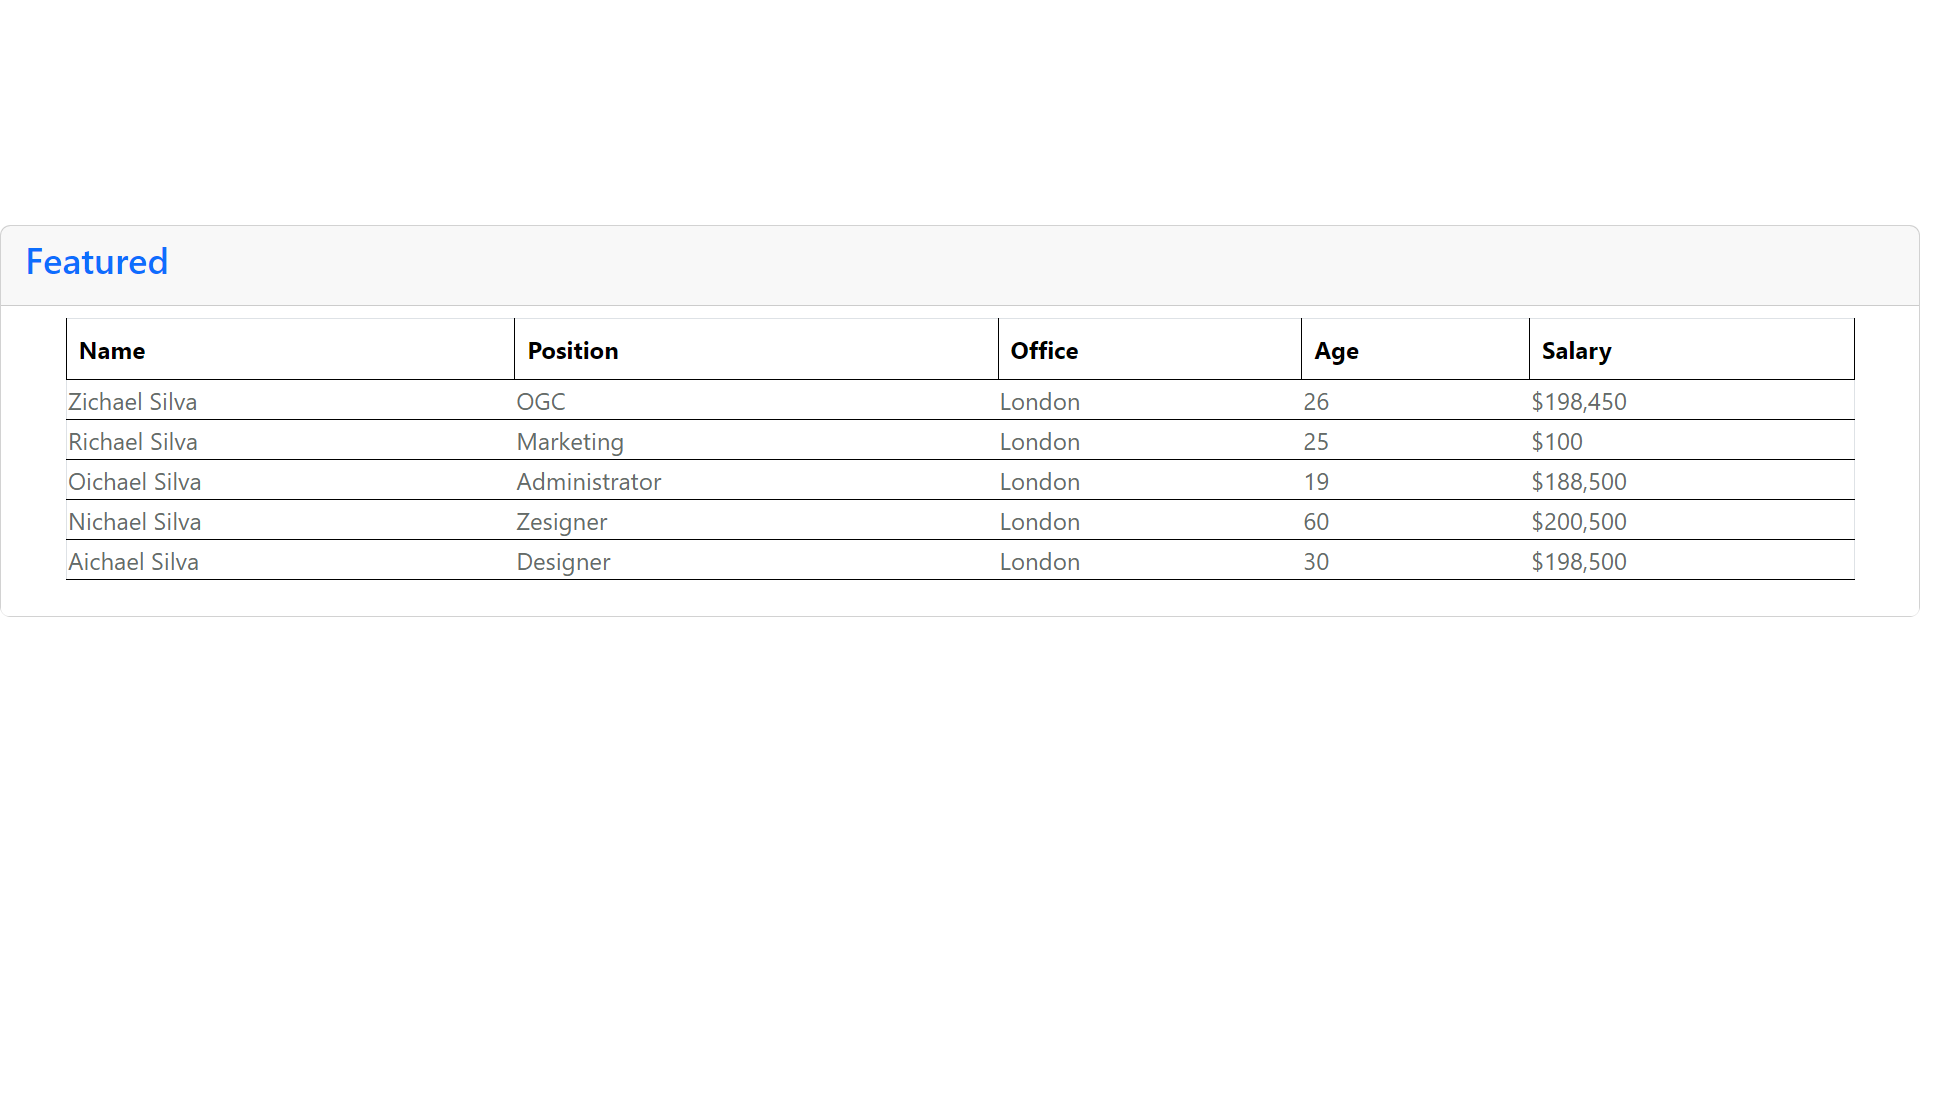 Featured
Name Position Office Age Salary
Zichael Silva OGC London 26 $198,450
Richael Silva Marketing London 25 $100
Oichael Silva Administrator London 19 $188,500
Nichael Silva Zesigner London 60 $200,500
Aichael Silva Designer London 30 $198,500